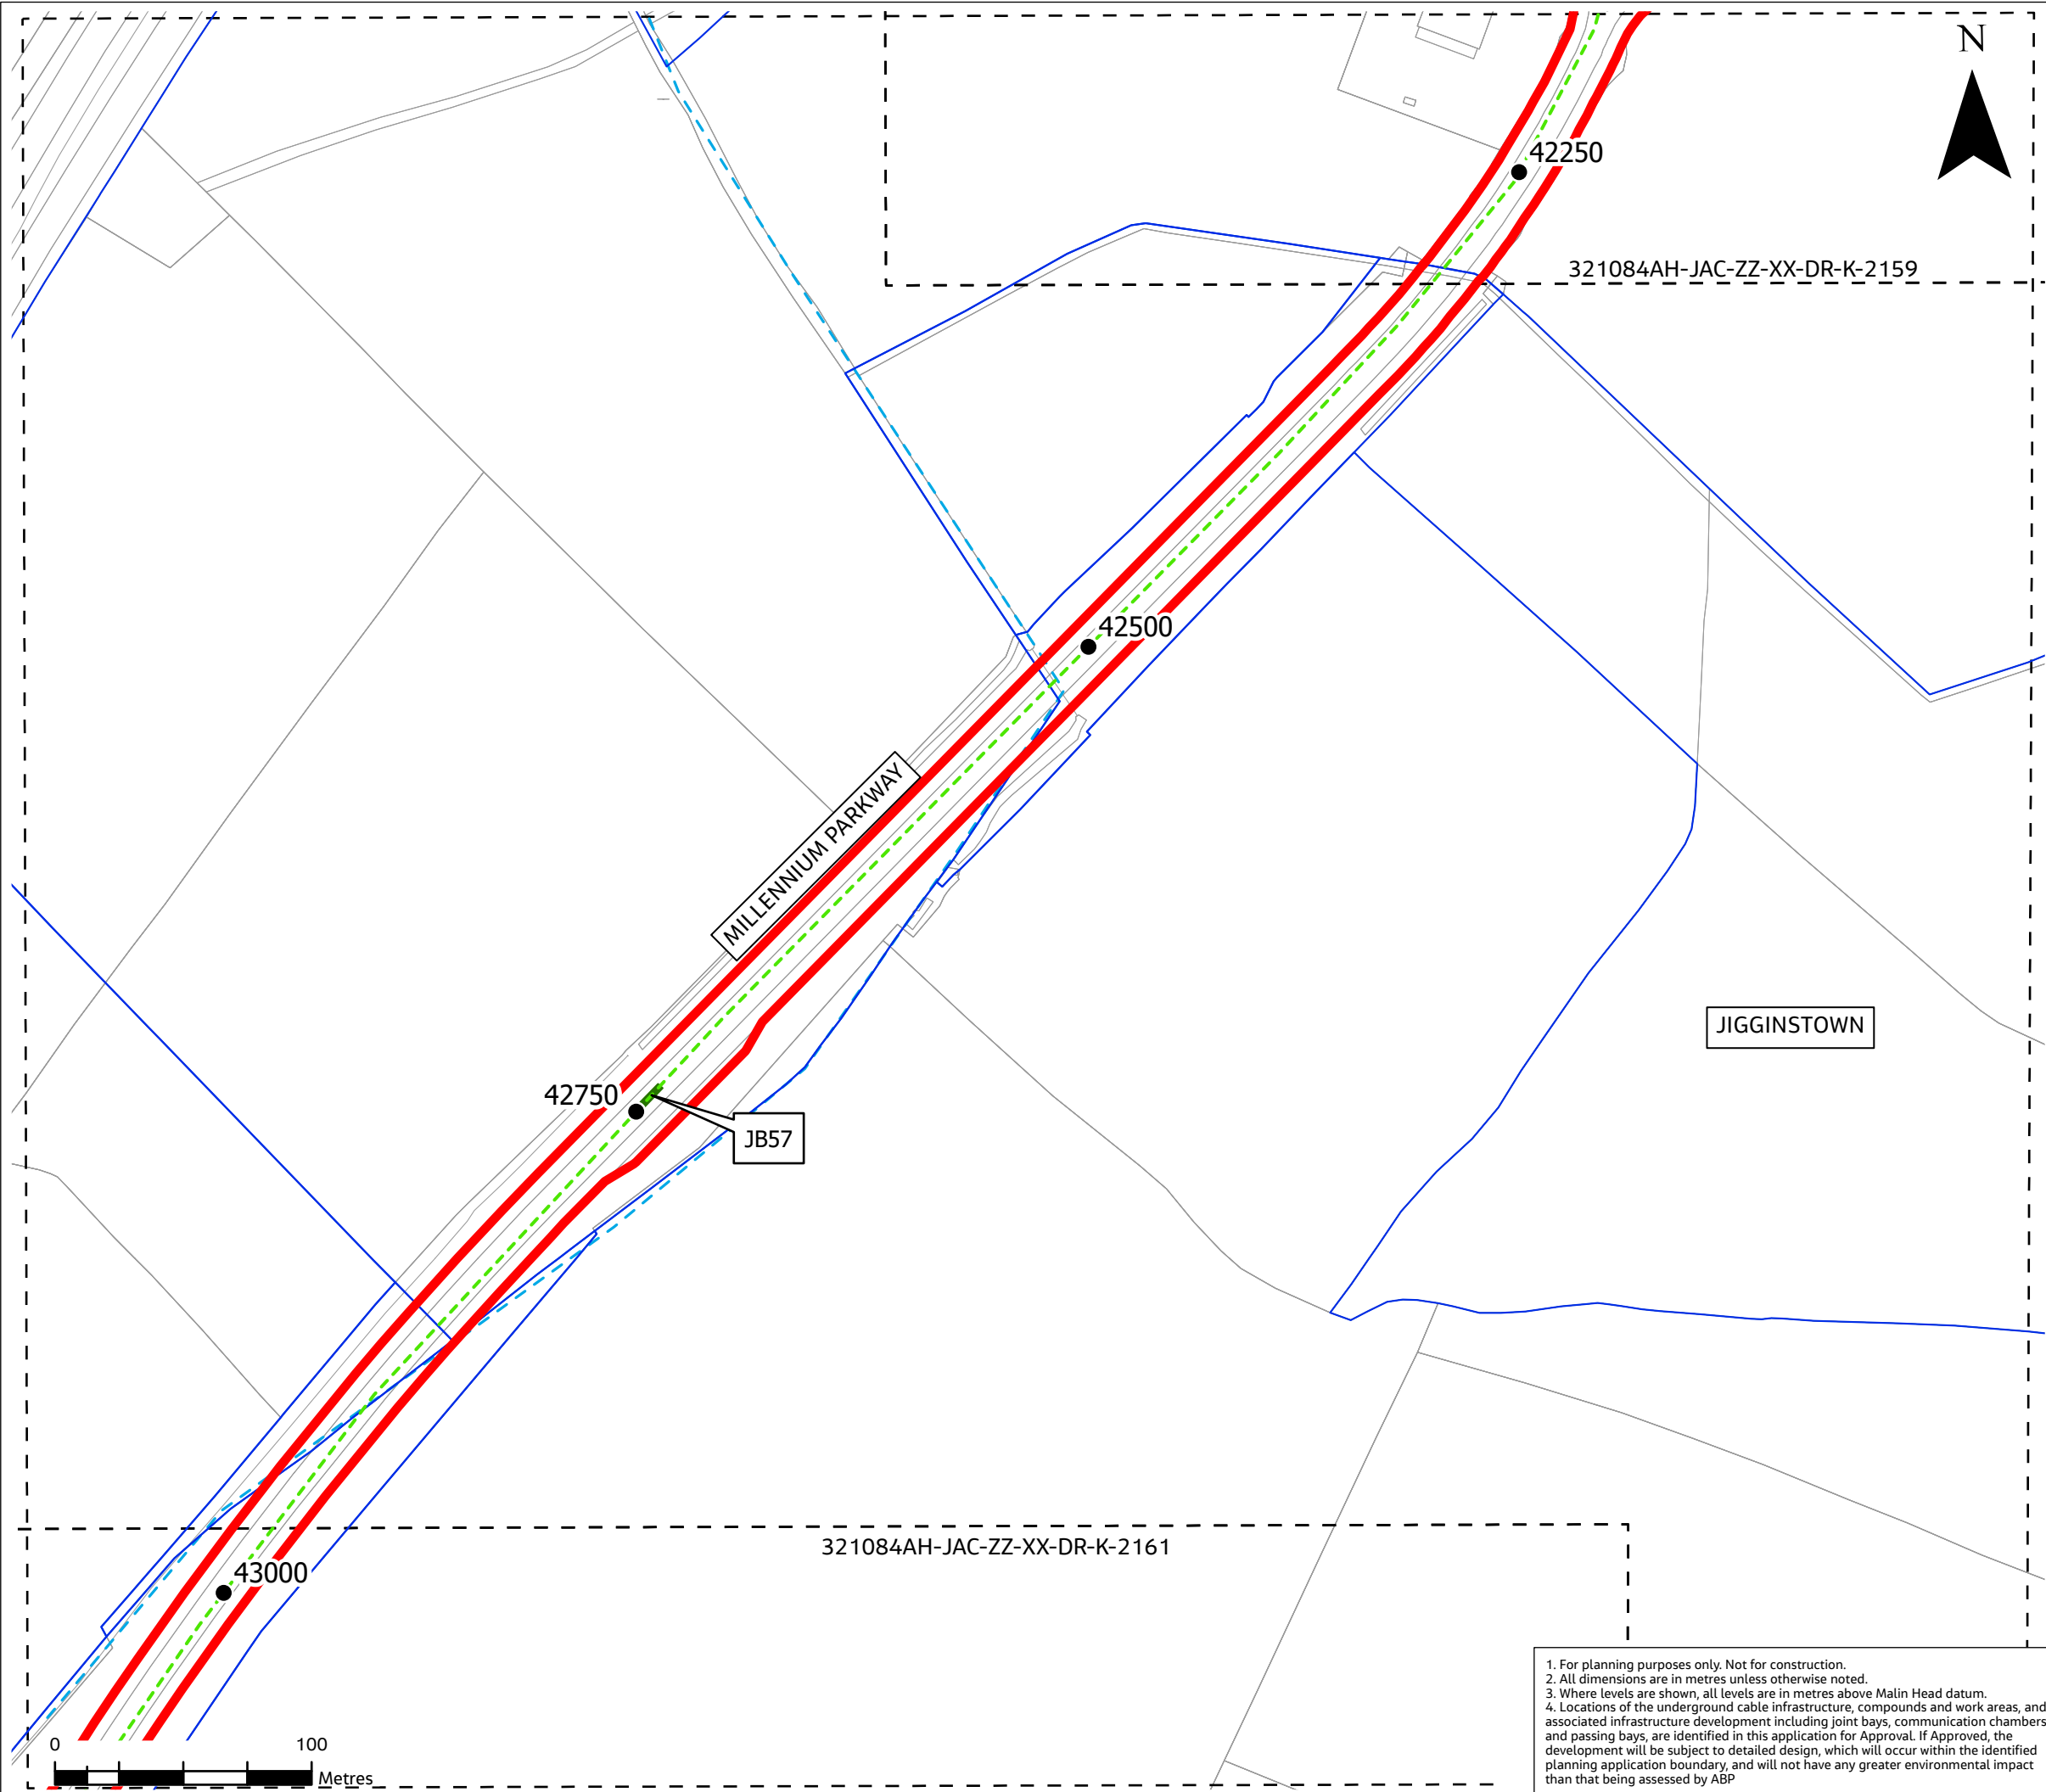 N
42250
321084AH-JAC-ZZ-XX-DR-K-2159
42500
MILLENNIUM PARKWAY
JIGGINSTOWN
42750
JB57
321084AH-JAC-ZZ-XX-DR-K-2161
43000
0 100
Metres
1. For planning purposes only. Not for construction.
2. All dimensions are in metres unless otherwise noted.
3. Where levels are shown, all levels are in metres above Malin Head datum.
4. Locations of the underground cable infrastructure, compounds and work areas, and
associated infrastructure development including joint bays, communication chambers
and passing bays, are identified in this application for Approval. If Approved, the
development will be subject to detailed design, which will occur within the identified
planning application boundary, and will not have any greater environmental impact
than that being assessed by ABP